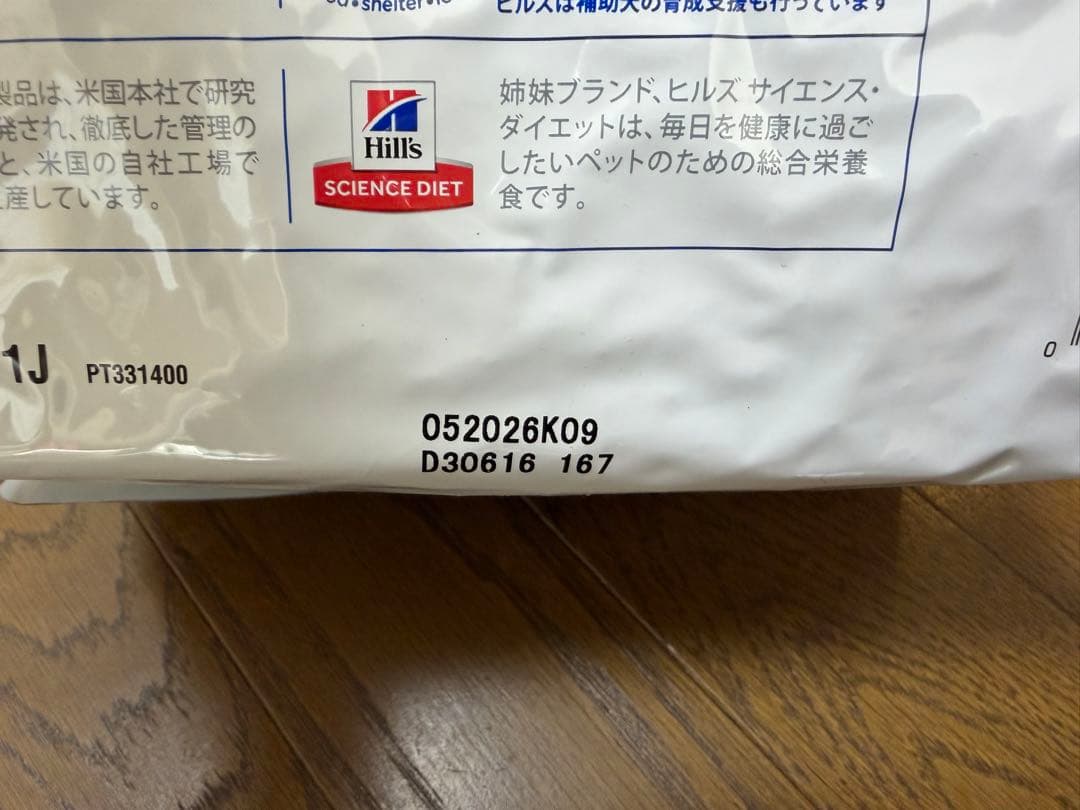 ヒルズは補助犬の育成支援も行っています
製品は、米国本社で研究
発され、徹底した管理の
と、米国の自社工場で
産しています。
Hill's
SCIENCE DIET
姉妹ブランド、ヒルズ サイエンス・
ダイエットは、毎日を健康に過ご
したいペットのための総合栄養
食です。
1J PT331400
052026K09
D30616 167